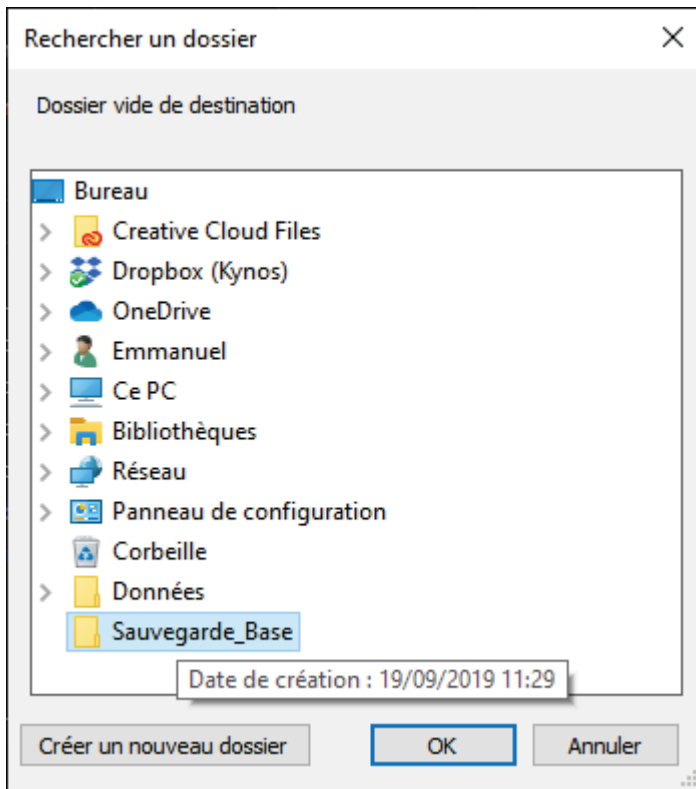 Rechercher un dossier
Dossier vide de destination
Bureau
Creative Cloud Files
Dropbox (Kynos)
OneDrive
Emmanuel
Ce PC
Bibliothèques
Réseau
Panneau de configuration
Corbeille
Données
Sauvegarde_Base
Date de création : 19/09/2019 11:29
Créer un nouveau dossier OK Annuler